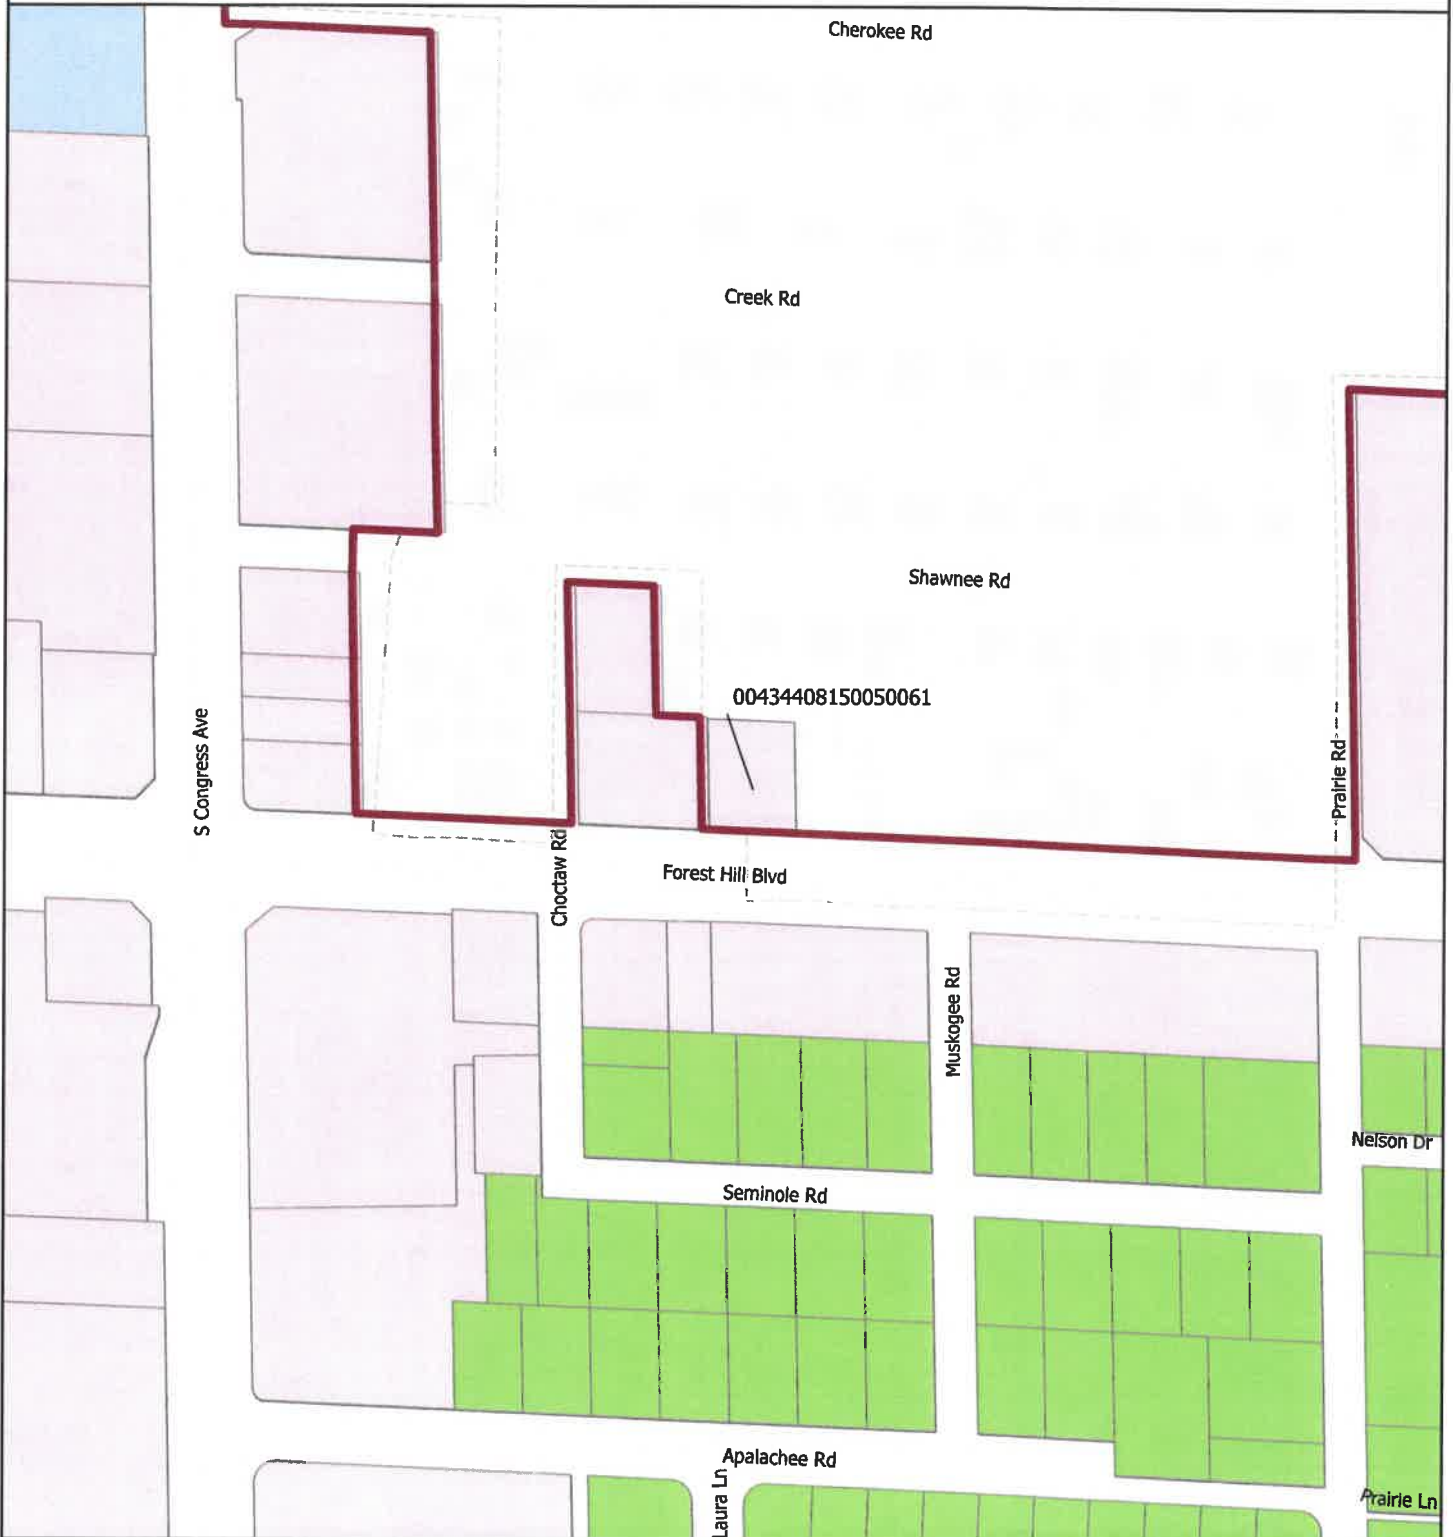 Cherokee Rd
Creek Rd
Shawnee Rd
00434408150050061
S Congress Ave
Prairie Rd
Choctaw Rd
Forest Hill Blvd
Muskogee Rd
Nelson Dr
Seminole Rd
Apalachee Rd
Laura Ln
Prairie Ln